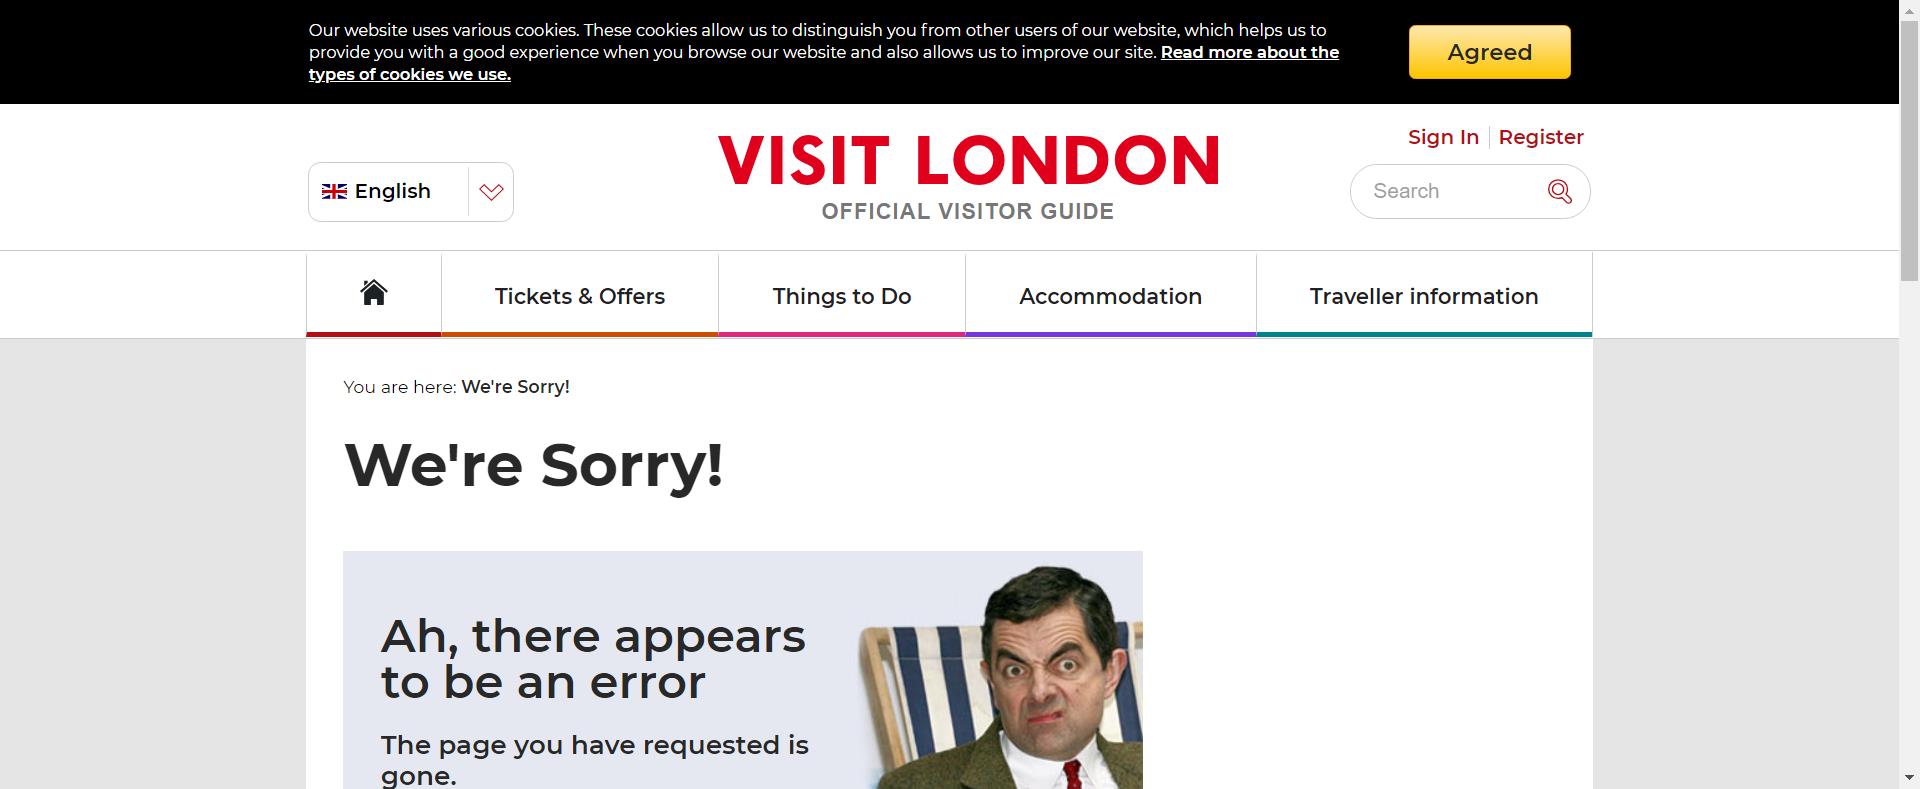 Our website uses various cookies. These cookies allow us to distinguish you from other users of our website, which helps us to
provide you with a good experience when you browse our website and also allows us to improve our site. Read more about the
types of cookies we use.
Agreed
Sign In
Register
English
VISIT LONDON
OFFICIAL VISITOR GUIDE
Search
Tickets & Offers
Things to Do
Accommodation
Traveller information
You are here: We're Sorry!
We're Sorry!
Ah, there appears
to be an error
The page you have requested is
gone.